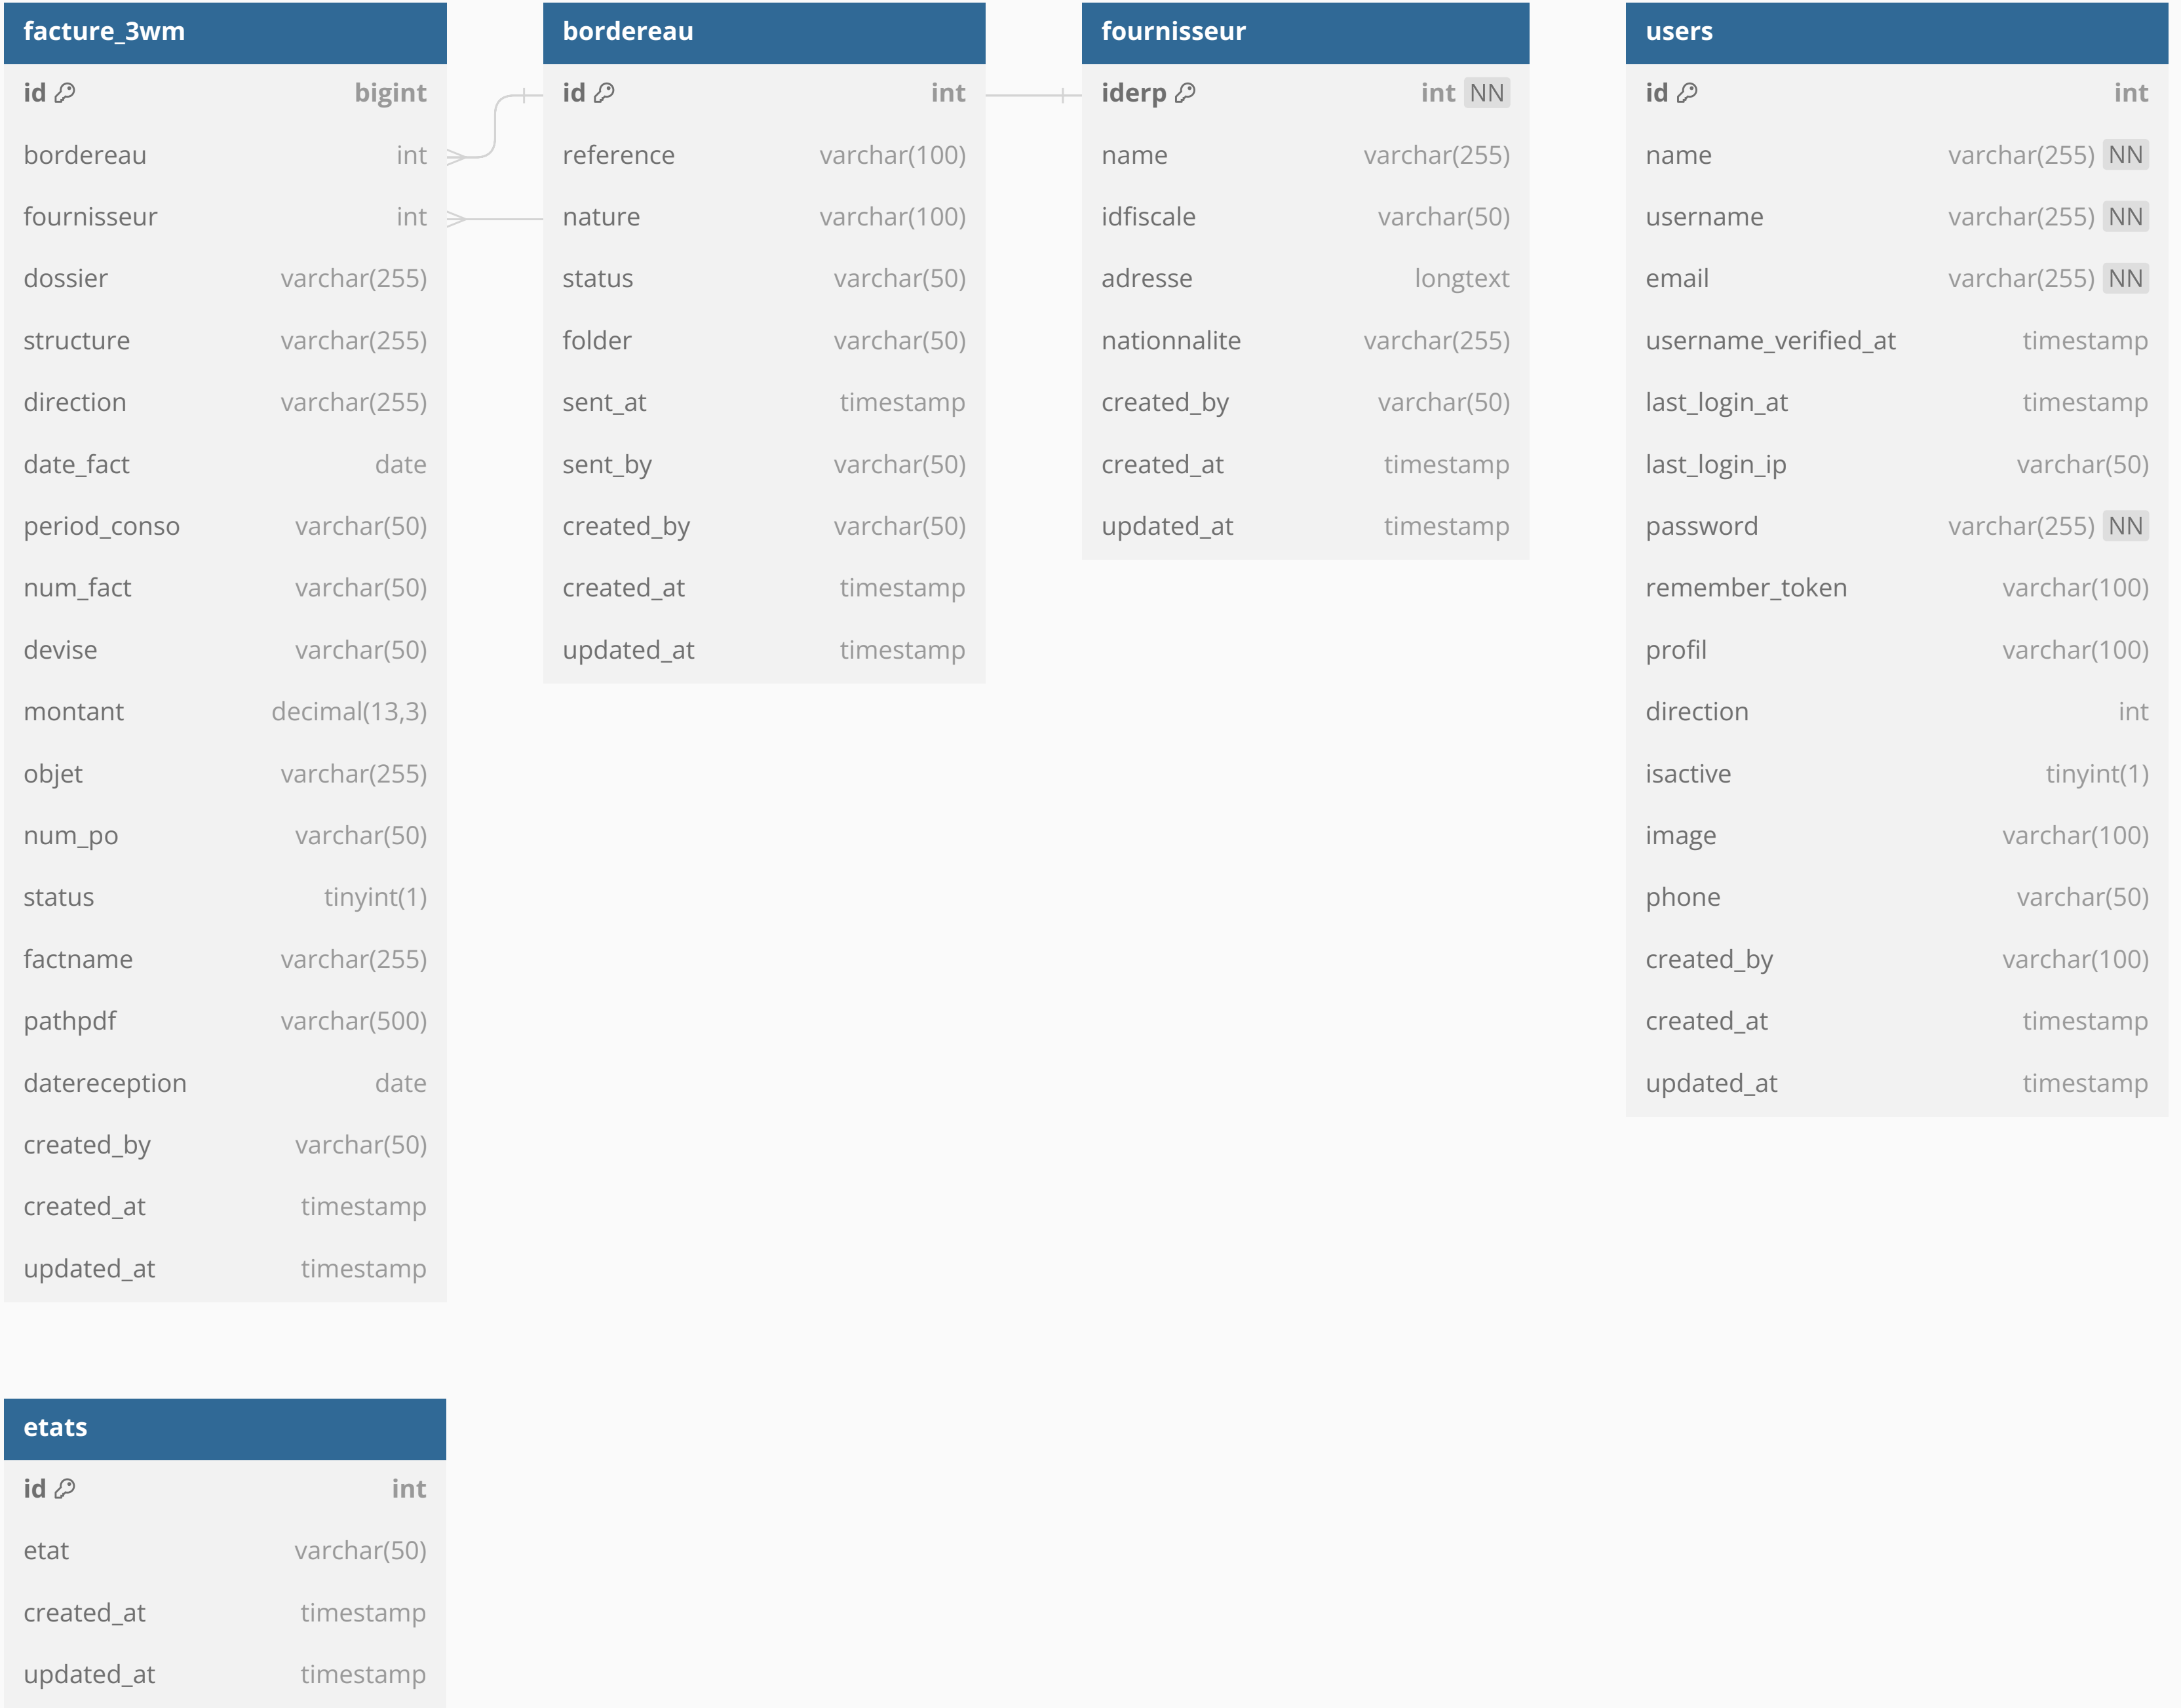 facture_3wm
id bigint
bordereau int
fournisseur int
dossier varchar(255)
structure varchar(255)
direction varchar(255)
date_fact date
period_conso varchar(50)
num_fact varchar(50)
devise varchar(50)
montant decimal(13,3)
objet varchar(255)
num_po varchar(50)
status tinyint(1)
factname varchar(255)
pathpdf varchar(500)
datereception date
created_by varchar(50)
created_at timestamp
updated_at timestamp
bordereau
id int
reference varchar(100)
nature varchar(100)
status varchar(50)
folder varchar(50)
sent_at timestamp
sent_by varchar(50)
created_by varchar(50)
created_at timestamp
updated_at timestamp
fournisseur
iderp int NN
name varchar(255)
idfiscale varchar(50)
adresse longtext
nationnalite varchar(255)
created_by varchar(50)
created_at timestamp
updated_at timestamp
users
id int
name varchar(255) NN
username varchar(255) NN
email varchar(255) NN
username_verified_at timestamp
last_login_at timestamp
last_login_ip varchar(50)
password varchar(255) NN
remember_token varchar(100)
profil varchar(100)
direction int
isactive tinyint(1)
image varchar(100)
phone varchar(50)
created_by varchar(100)
created_at timestamp
updated_at timestamp
etats
id int
etat varchar(50)
created_at timestamp
updated_at timestamp